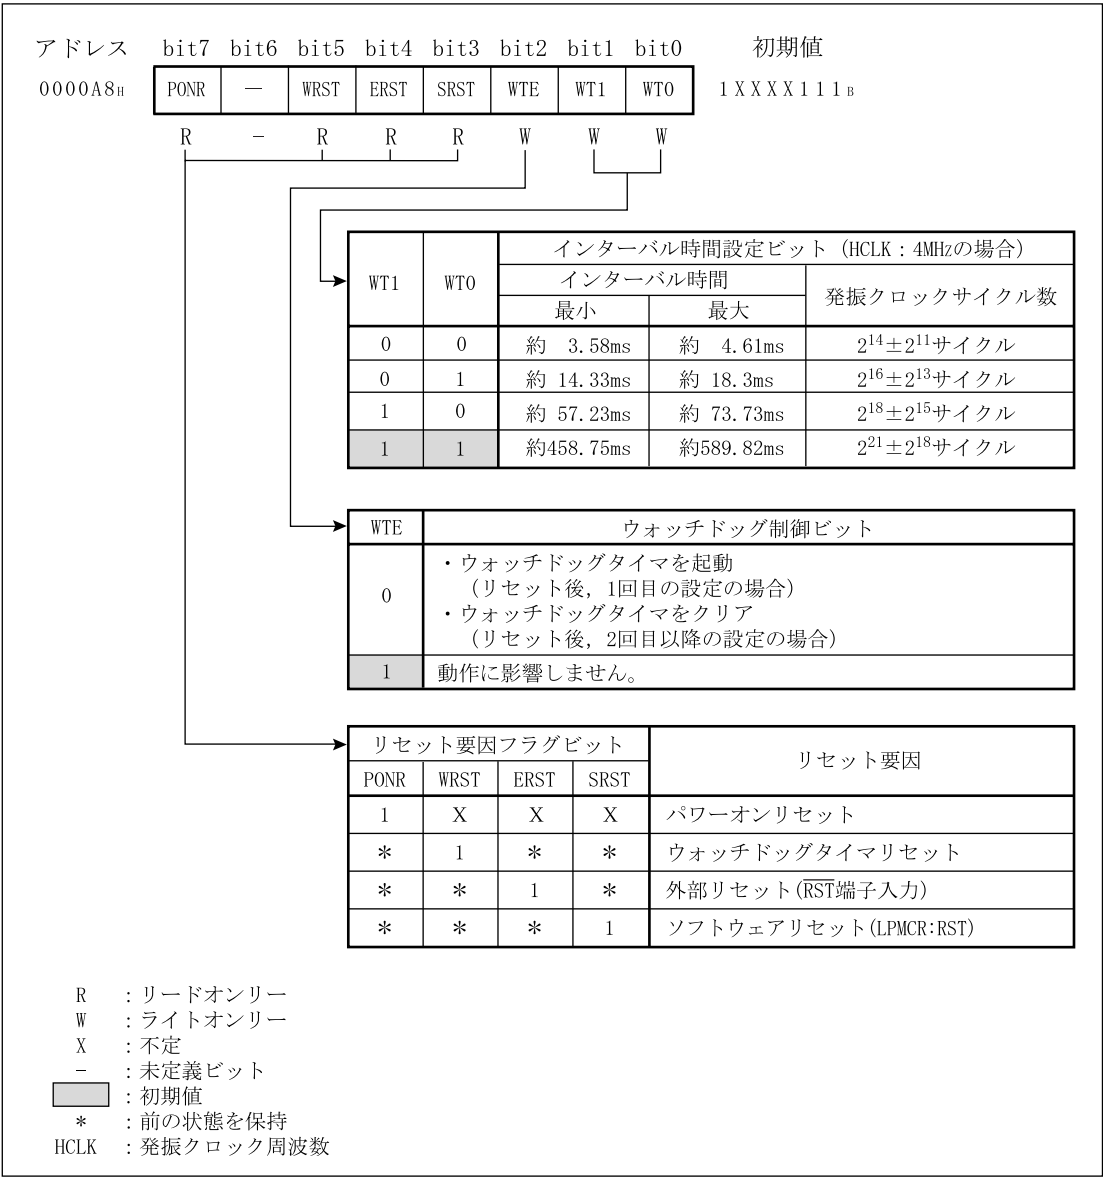 アドレス bit7 bit6 bit5 bit4 bit3 bit2 bit1 bit0 初期値
0000A8H PONR － WRST ERST SRST WTE WT1 WT0 1XXXX111B
R － R R R W W W
WT1 WT0 インターバル時間設定ビット (HCLK：4MHzの場合)
インターバル時間 発振クロックサイクル数
最小 最大
0 0 約 3.58ms 約 4.61ms 2¹⁴±2¹¹サイクル
0 1 約 14.33ms 約 18.3ms 2¹⁶±2¹³サイクル
1 0 約 57.23ms 約 73.73ms 2¹⁸±2¹⁵サイクル
1 1 約458.75ms 約589.82ms 2²¹±2¹⁸サイクル
WTE ウォッチドッグ制御ビット
0 ・ウォッチドッグタイマを起動
(リセット後, 1回目の設定の場合)
・ウォッチドッグタイマをクリア
(リセット後, 2回目以降の設定の場合)
1 動作に影響しません。
リセット要因フラグビット リセット要因
PONR WRST ERST SRST
1 X X X パワーオンリセット
* 1 * * ウォッチドッグタイマリセット
* * 1 * 外部リセット(R̅S̅T̅端子入力)
* * * 1 ソフトウェアリセット(LPMCR:RST)
R ：リードオンリー
W ：ライトオンリー
X ：不定
－ ：未定義ビット
：初期値
* ：前の状態を保持
HCLK ：発振クロック周波数